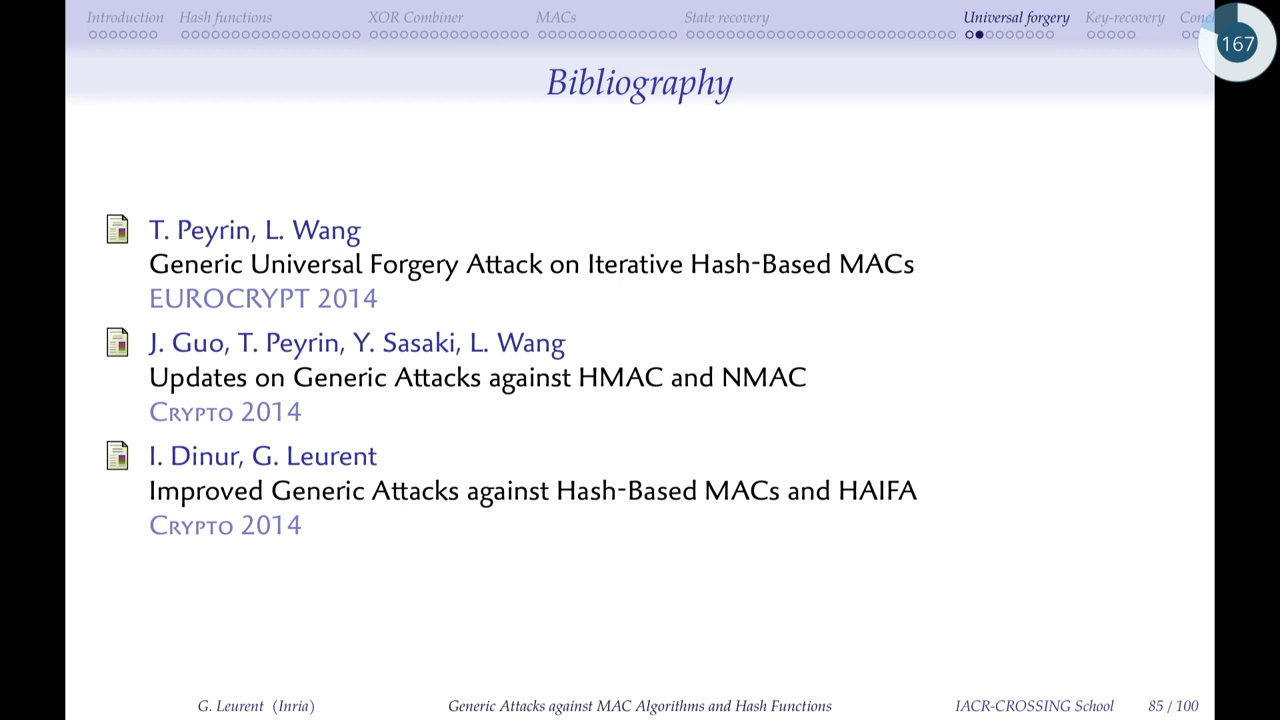 Introduction Hash functions XOR Combiner MACs State recovery Universal forgery Key-recovery Conc
167
Bibliography
T. Peyrin, L. Wang
Generic Universal Forgery Attack on Iterative Hash-Based MACs
EUROCRYPT 2014
J. Guo, T. Peyrin, Y. Sasaki, L. Wang
Updates on Generic Attacks against HMAC and NMAC
CRYPTO 2014
I. Dinur, G. Leurent
Improved Generic Attacks against Hash-Based MACs and HAIFA
CRYPTO 2014
G. Leurent (Inria) Generic Attacks against MAC Algorithms and Hash Functions IACR-CROSSING School 85 / 100